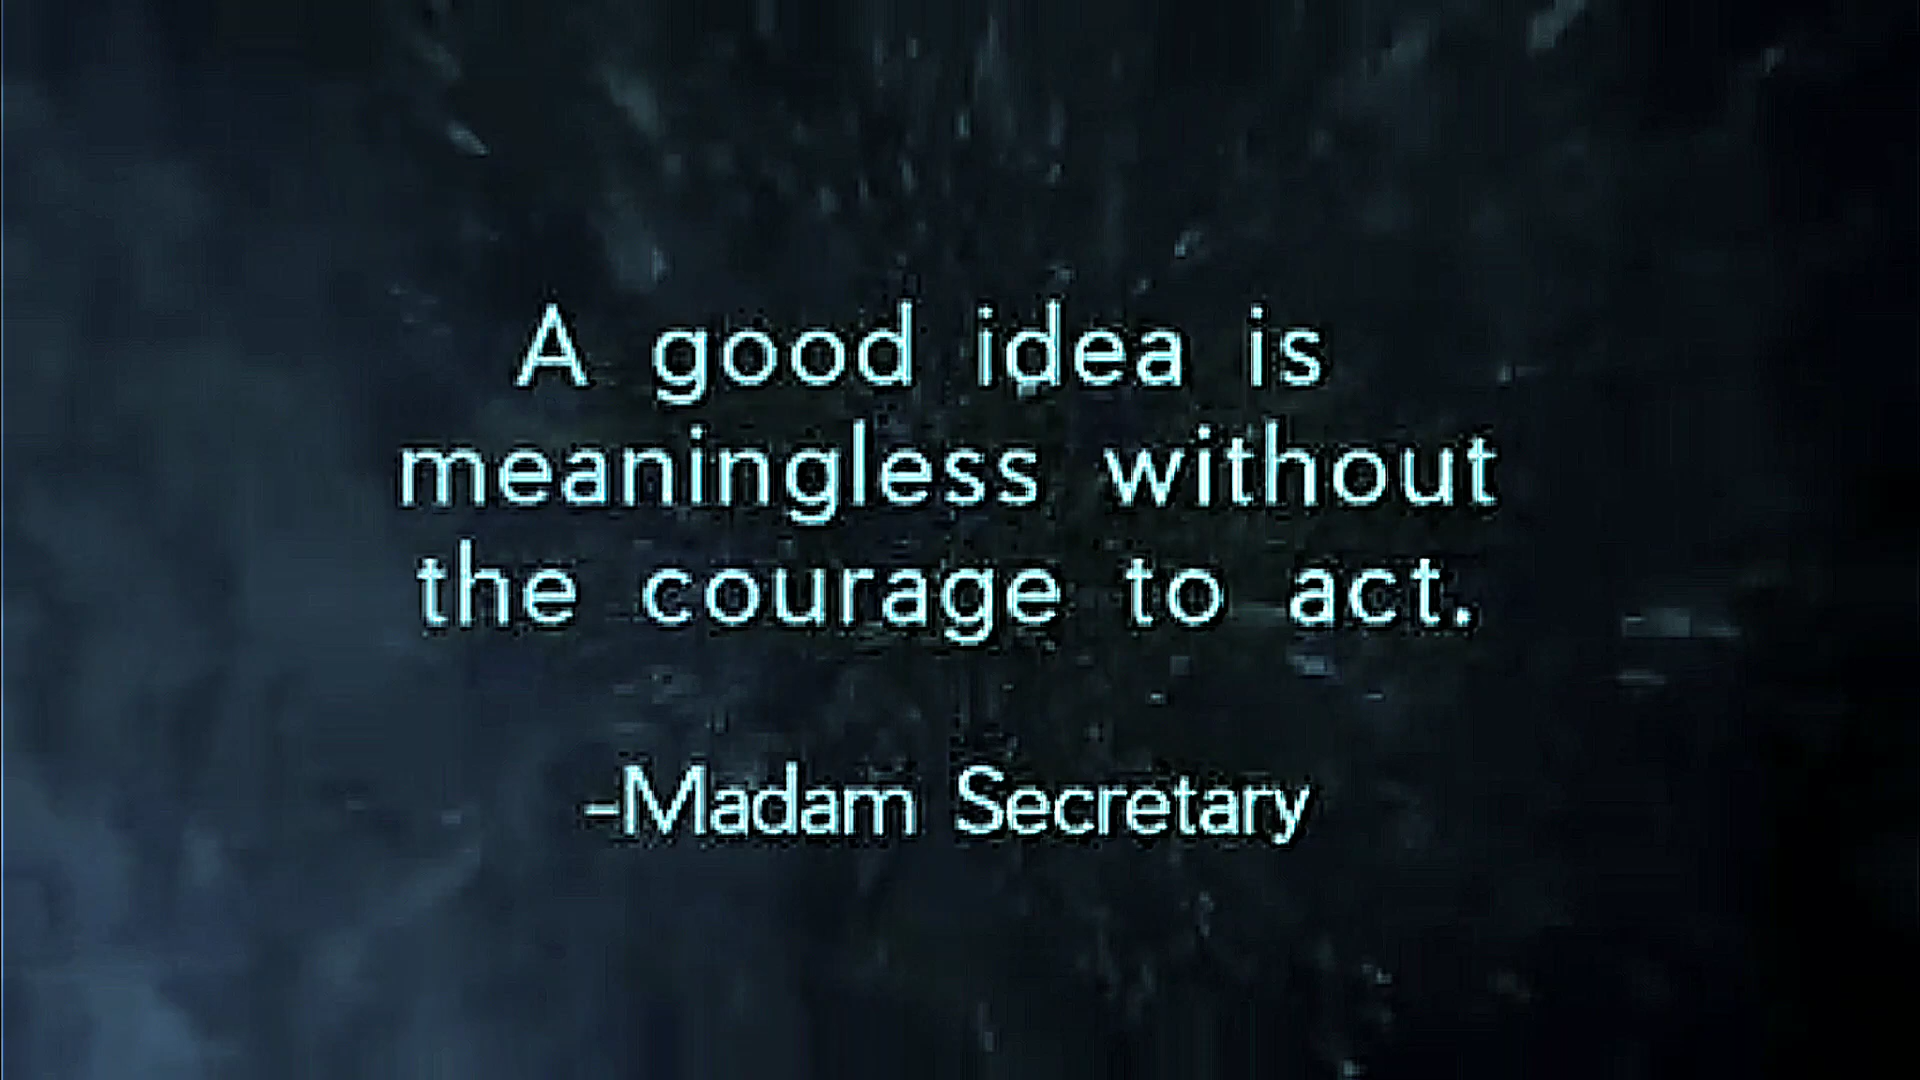 A good idea is
meaningless without
the courage to act.
-Madam Secretary